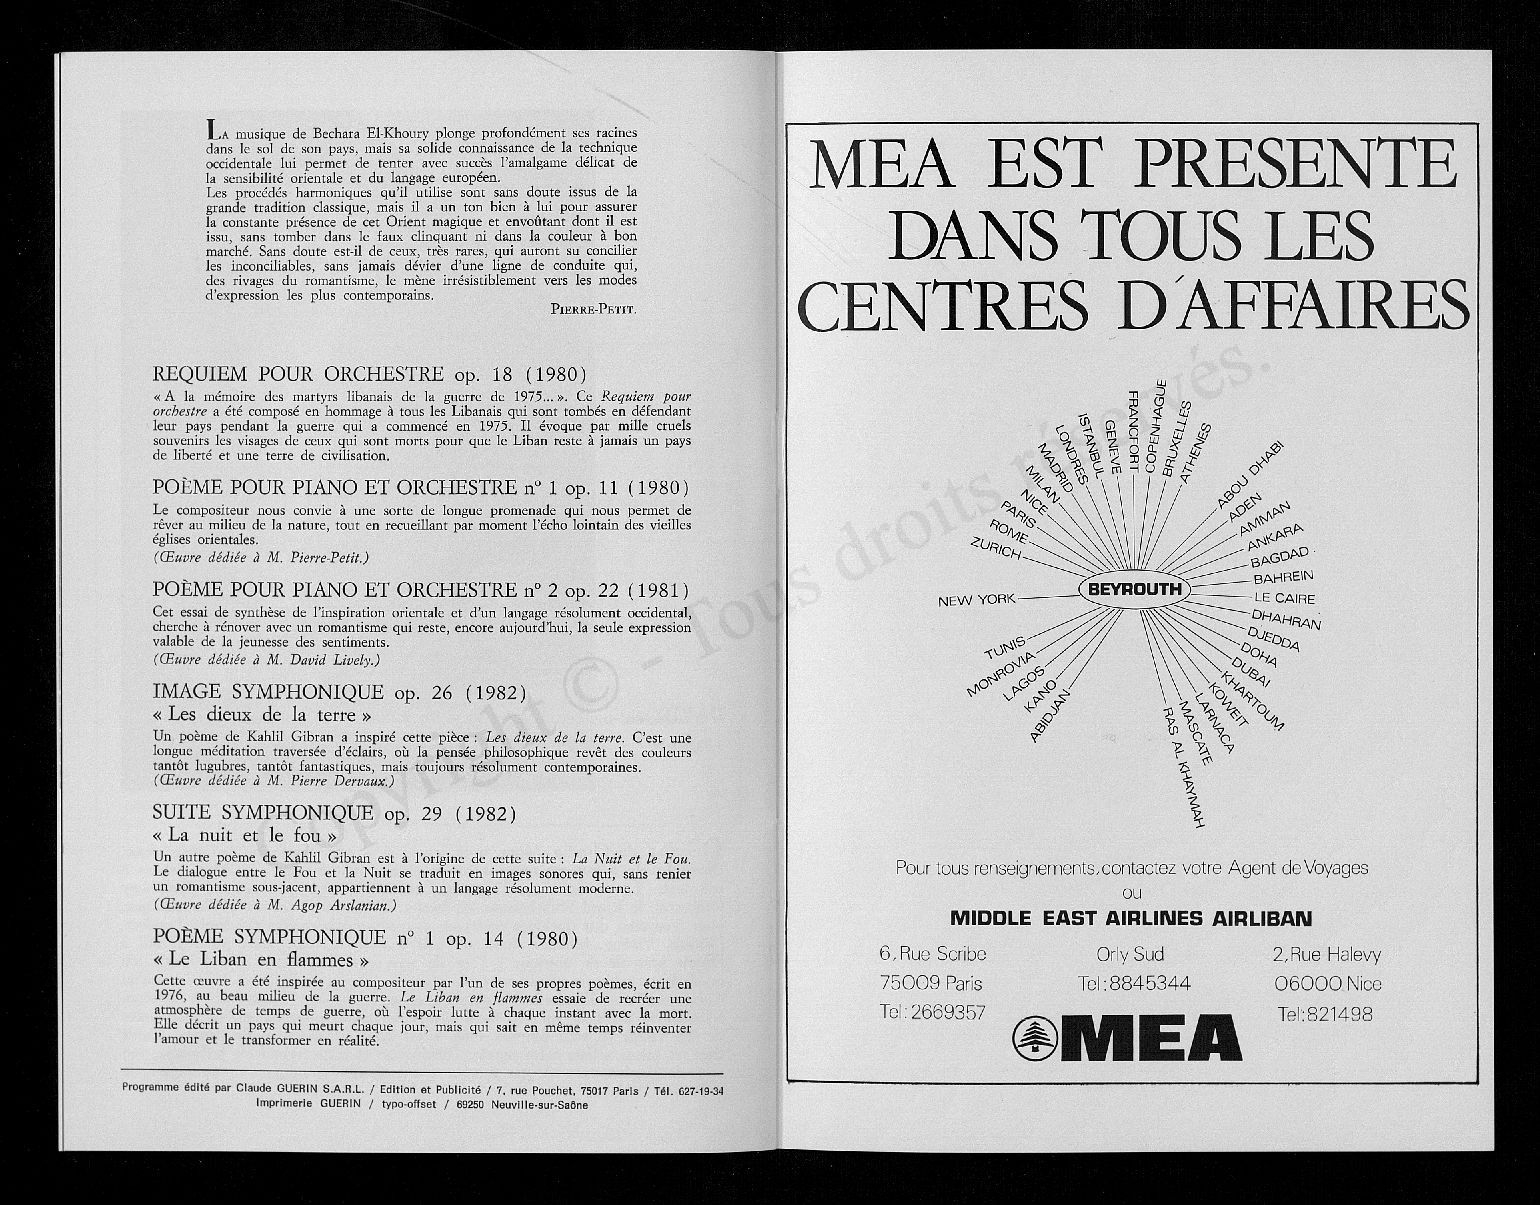 LA musique de Bechara El-Khoury plonge profondément ses racines
dans le sol de son pays, mais sa solide connaissance de la technique
occidentale lui permet de tenter avec succès l'amalgame délicat de
la sensibilité orientale et du langage européen.
Les procédés harmoniques qu'il utilise sont sans doute issus de la
grande tradition classique, mais il a un ton bien à lui pour assurer
la constante présence de cet Orient magique et envoûtant dont il est
issu, sans tomber dans le faux clinquant ni dans la couleur à bon
marché. Sans doute est-il de ceux, très rares, qui auront su concilier
les inconciliables, sans jamais dévier d'une ligne de conduite qui,
des rivages du romantisme, le mène irrésistiblement vers les modes
d'expression les plus contemporains.
PIERRE-PETIT.
REQUIEM POUR ORCHESTRE op. 18 (1980)
« A la mémoire des martyrs libanais de la guerre de 1975... ». Ce Requiem pour
orchestre a été composé en hommage à tous les Libanais qui sont tombés en défendant
leur pays pendant la guerre qui a commencé en 1975. Il évoque par mille cruels
souvenirs les visages de ceux qui sont morts pour que le Liban reste à jamais un pays
de liberté et une terre de civilisation.
POÈME POUR PIANO ET ORCHESTRE n° 1 op. 11 (1980)
Le compositeur nous convie à une sorte de longue promenade qui nous permet de
rêver au milieu de la nature, tout en recueillant par moment l'écho lointain des vieilles
églises orientales.
(Œuvre dédiée à M. Pierre-Petit.)
POÈME POUR PIANO ET ORCHESTRE n° 2 op. 22 (1981)
Cet essai de synthèse de l'inspiration orientale et d'un langage résolument occidental,
cherche à rénover avec un romantisme qui reste, encore aujourd'hui, la seule expression
valable de la jeunesse des sentiments.
(Œuvre dédiée à M. David Lively.)
IMAGE SYMPHONIQUE op. 26 (1982)
« Les dieux de la terre »
Un poème de Kahlil Gibran a inspiré cette pièce : Les dieux de la terre. C'est une
longue méditation traversée d'éclairs, où la pensée philosophique revêt des couleurs
tantôt lugubres, tantôt fantastiques, mais toujours résolument contemporaines.
(Œuvre dédiée à M. Pierre Dervaux.)
SUITE SYMPHONIQUE op. 29 (1982)
« La nuit et le fou »
Un autre poème de Kahlil Gibran est à l'origine de cette suite : La Nuit et le Fou.
Le dialogue entre le Fou et la Nuit se traduit en images sonores qui, sans renier
un romantisme sous-jacent, appartiennent à un langage résolument moderne.
(Œuvre dédiée à M. Agop Arslanian.)
POÈME SYMPHONIQUE n° 1 op. 14 (1980)
« Le Liban en flammes »
Cette œuvre a été inspirée au compositeur par l'un de ses propres poèmes, écrit en
1976, au beau milieu de la guerre. Le Liban en flammes essaie de recréer une
atmosphère de temps de guerre, où l'espoir lutte à chaque instant avec la mort.
Elle décrit un pays qui meurt chaque jour, mais qui sait en même temps réinventer
l'amour et le transformer en réalité.
Programme édité par Claude GUERIN S.A.R.L. / Edition et Publicité / 7, rue Pouchet, 75017 Paris / Tél. 627-19-34
Imprimerie GUERIN / typo-offset / 69250 Neuville-sur-Saône
MEA EST PRESENTE
DANS TOUS LES
CENTRES D'AFFAIRES
NEW YORK
ZURICH
ROME
PARIS
NICE
MILAN
MADRID
LONDRES
ISTANBUL
GENEVE
FRANCFORT
COPENHAGUE
BRUXELLES
ATHENES
ABOU DHABI
ADEN
AMMAN
ANKARA
BAGDAD
BAHREIN
LE CAIRE
DHAHRAN
DJEDDA
DOHA
DUBAI
KHARTOUM
KOWEIT
LARNACA
MASCATE
RAS AL KHAYMAH
ABIDJAN
KANO
LAGOS
MONROVIA
TUNIS
BEYROUTH
Pour tous renseignements, contactez votre Agent de Voyages
ou
MIDDLE EAST AIRLINES AIRLIBAN
6, Rue Scribe
75009 Paris
Tel: 2669357
Orly Sud
Tel: 8845344
2, Rue Halevy
06000 Nice
Tel: 821498
MEA
Copyright © - Tous droits réservés.